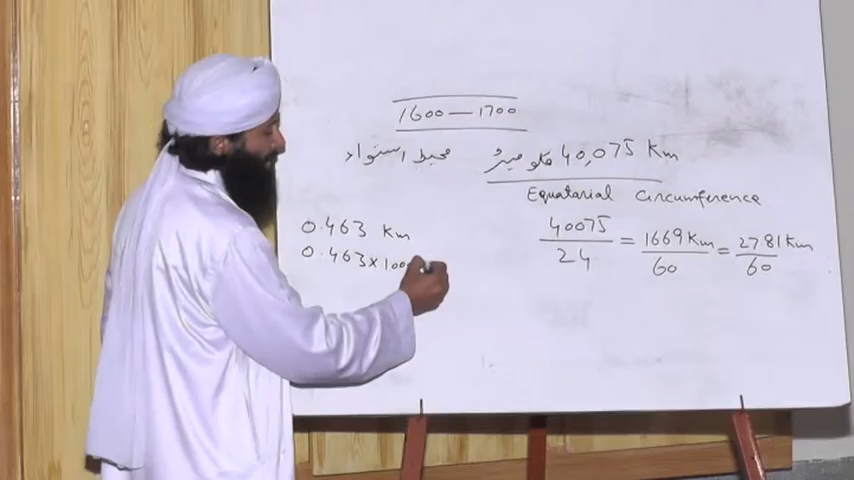 1600 — 1700
محیط استواء کلو میٹر 40,075 Km
Equatarial circumference
0.463 Km
0.463 x 100
40075/24 = 1669 Km/60 = 27.81 Km/60